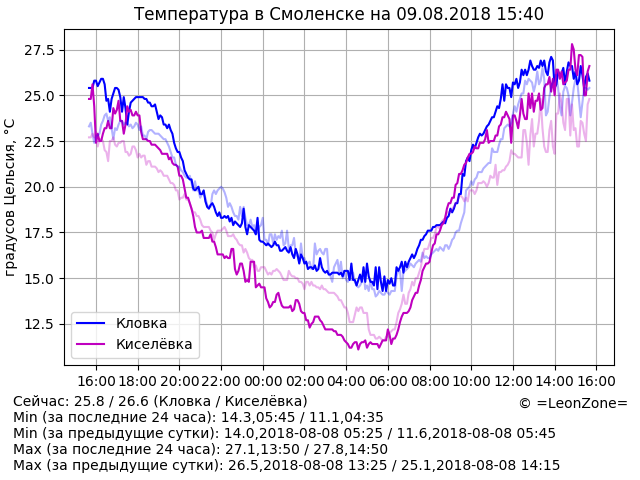 Температура в Смоленске на 09.08.2018 15:40
градусов Цельсия, °C
27.5
25.0
22.5
20.0
17.5
15.0
12.5
Кловка
Киселёвка
16:00 18:00 20:00 22:00 00:00 02:00 04:00 06:00 08:00 10:00 12:00 14:00 16:00
Сейчас: 25.8 / 26.6 (Кловка / Киселёвка)
© =LeonZone=
Min (за последние 24 часа): 14.3,05:45 / 11.1,04:35
Min (за предыдущие сутки): 14.0,2018-08-08 05:25 / 11.6,2018-08-08 05:45
Max (за последние 24 часа): 27.1,13:50 / 27.8,14:50
Max (за предыдущие сутки): 26.5,2018-08-08 13:25 / 25.1,2018-08-08 14:15